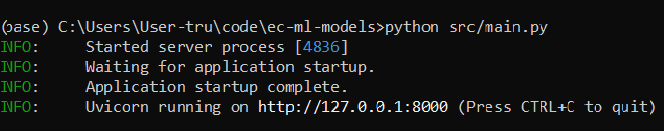 (base) C:\Users\User-tru\code\ec-ml-models>python src/main.py
INFO:     Started server process [4836]
INFO:     Waiting for application startup.
INFO:     Application startup complete.
INFO:     Uvicorn running on http://127.0.0.1:8000 (Press CTRL+C to quit)